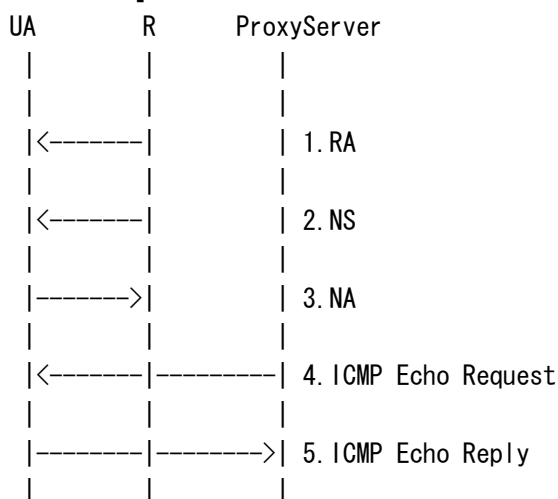 UA R ProxyServer
| | |
| | |
|<-------| | 1.RA
| | |
|<-------| | 2.NS
| | |
|------->| | 3.NA
| | |
|<-------|---------| 4.ICMP Echo Request
| | |
|--------|-------->| 5.ICMP Echo Reply
| | |